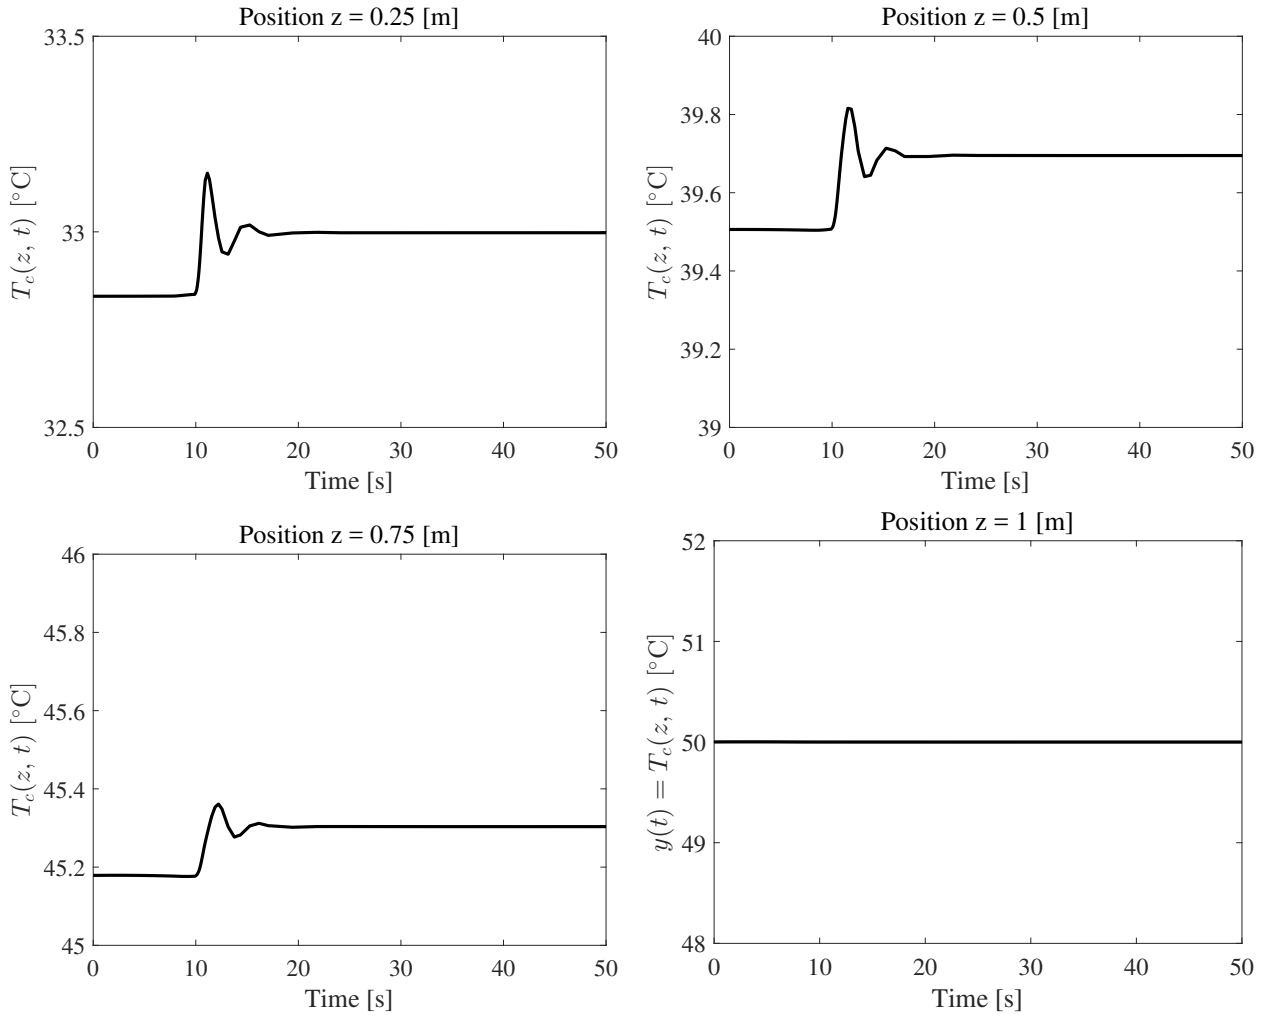 Position z = 0.25 [m]
33.5
33
32.5
T_c(z, t) [°C]
0 10 20 30 40 50
Time [s]
Position z = 0.5 [m]
40
39.8
39.6
39.4
39.2
39
T_c(z, t) [°C]
0 10 20 30 40 50
Time [s]
Position z = 0.75 [m]
46
45.8
45.6
45.4
45.2
45
T_c(z, t) [°C]
0 10 20 30 40 50
Time [s]
Position z = 1 [m]
52
51
50
49
48
y(t) = T_c(z, t) [°C]
0 10 20 30 40 50
Time [s]